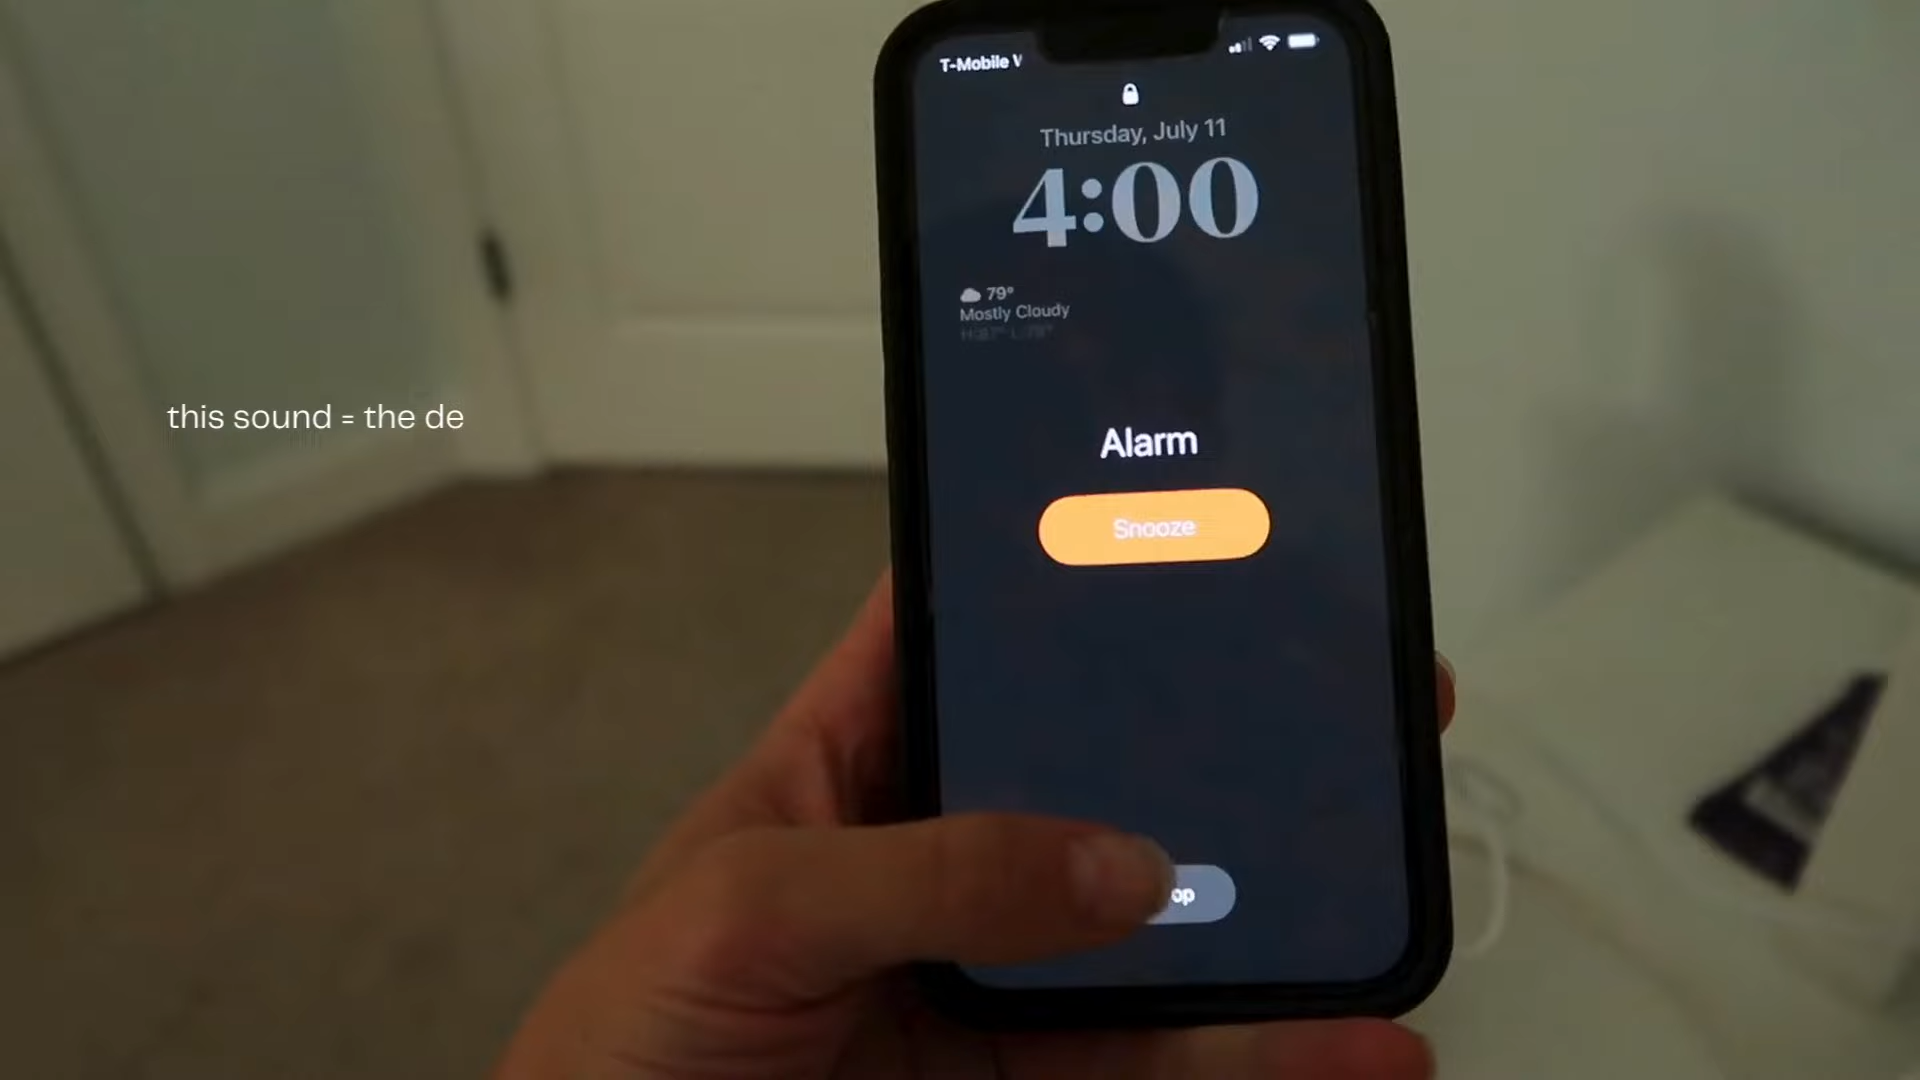 T-Mobile
Thursday, July 11
4:00
79°
Mostly Cloudy
this sound = the de
Alarm
Snooze
op